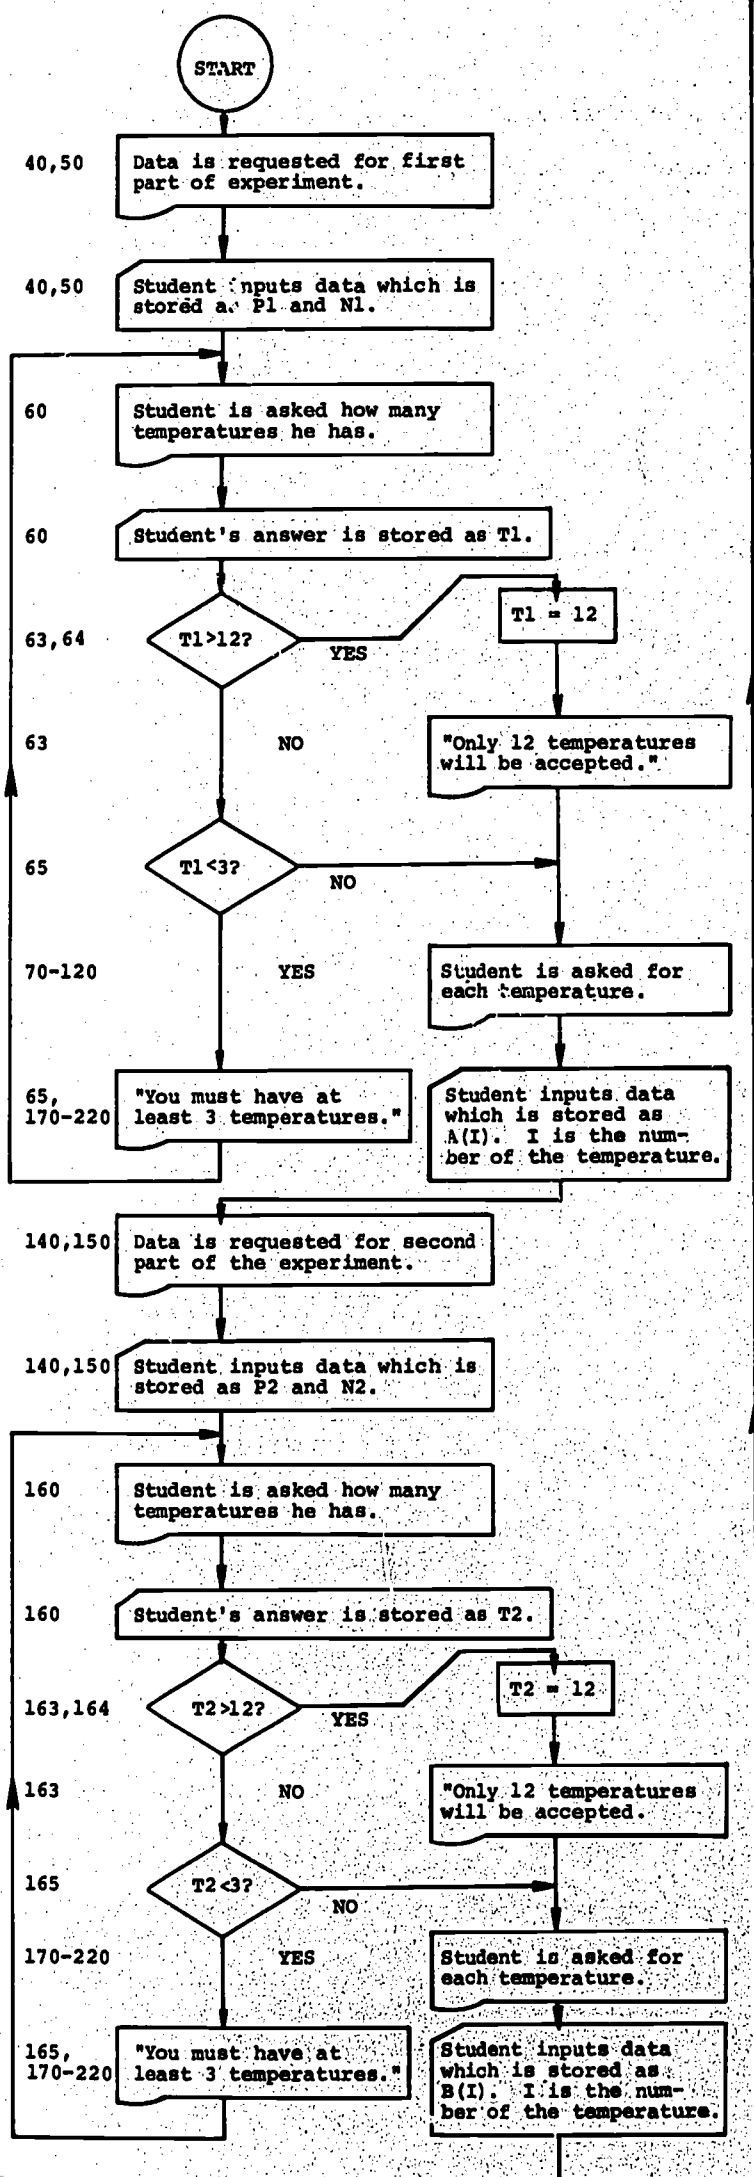 START
40,50
Data is requested for first
part of experiment.
40,50
Student inputs data which is
stored as P1 and N1.
60
Student is asked how many
temperatures he has.
60
Student's answer is stored as T1.
63,64
T1>12?
YES
T1 = 12
63
NO
"Only 12 temperatures
will be accepted."
65
T1<3?
NO
70-120
YES
Student is asked for
each temperature.
65,
170-220
"You must have at
least 3 temperatures."
Student inputs data
which is stored as
A(I). I is the num-
ber of the temperature.
140,150
Data is requested for second
part of the experiment.
140,150
Student inputs data which is
stored as P2 and N2.
160
Student is asked how many
temperatures he has.
160
Student's answer is stored as T2.
163,164
T2>12?
YES
T2 = 12
163
NO
"Only 12 temperatures
will be accepted.
165
T2<3?
NO
170-220
YES
Student is asked for
each temperature.
165,
170-220
"You must have at
least 3 temperatures."
Student inputs data
which is stored as
B(I). I is the num-
ber of the temperature.